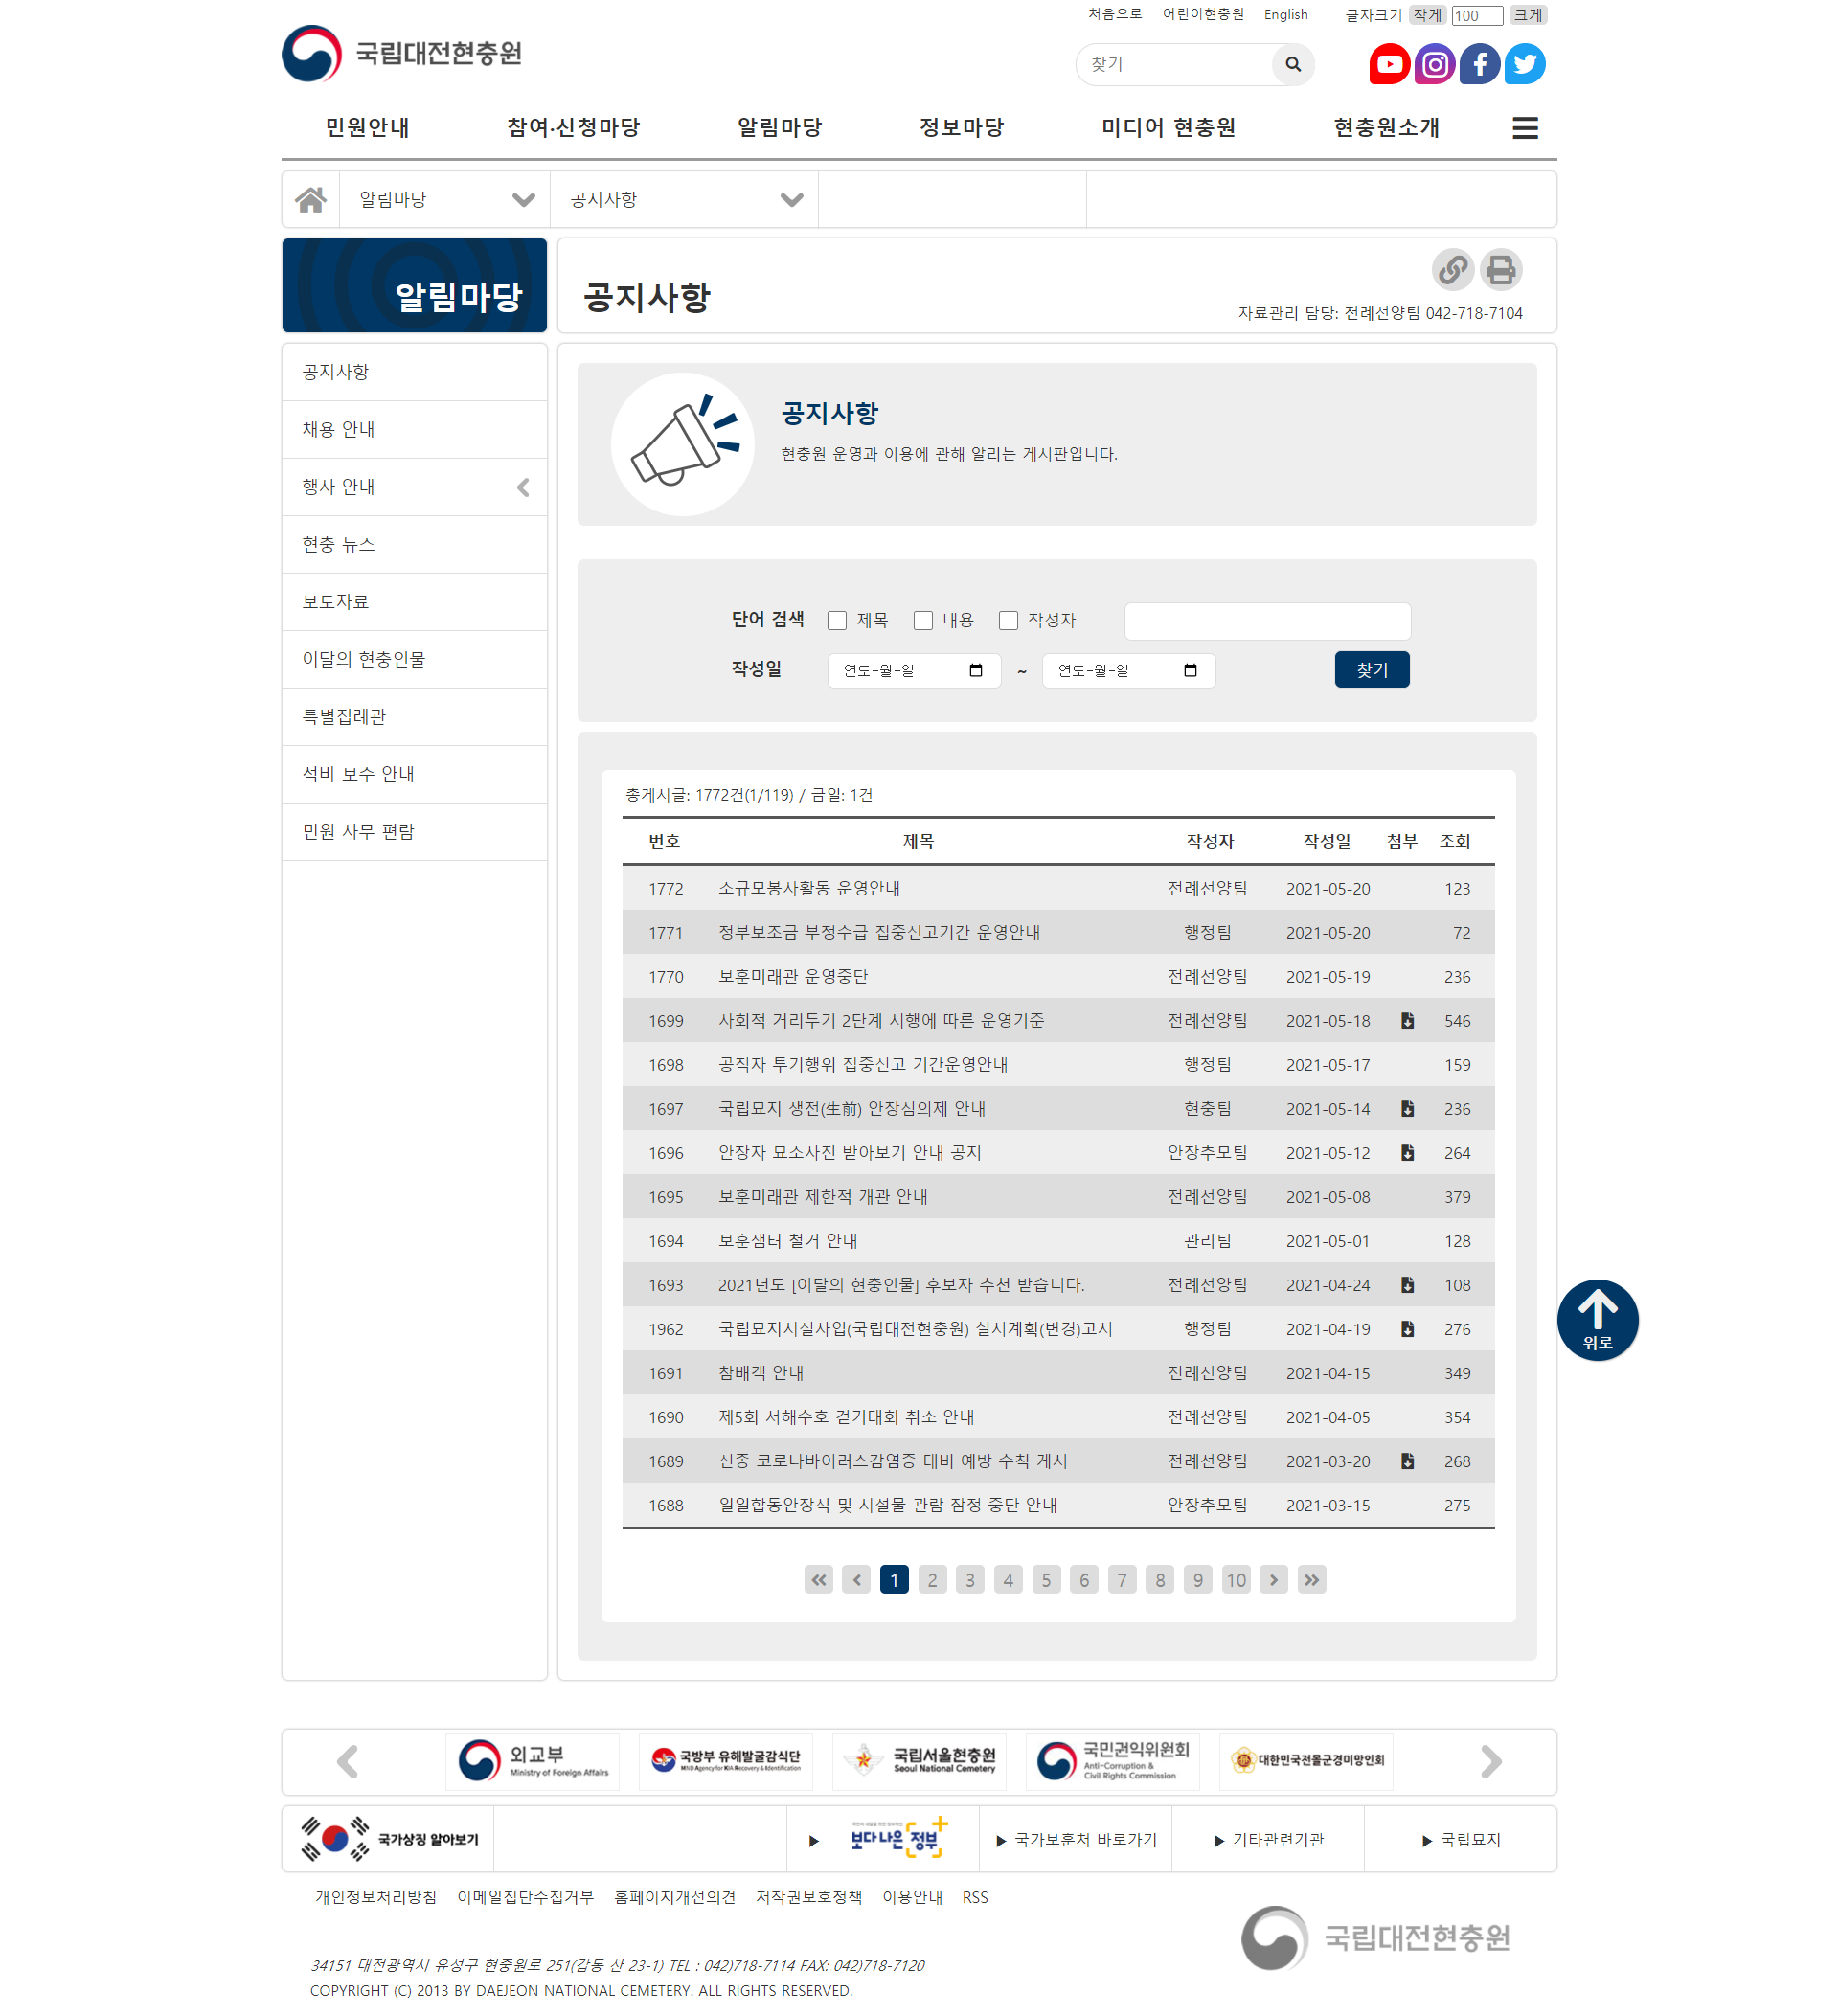 처음으로 어린이현충원 English 글자크기 작게 100 크게
국립대전현충원
찾기
민원안내 참여·신청마당 알림마당 정보마당 미디어 현충원 현충원소개
알림마당 공지사항
알림마당
공지사항
자료관리 담당: 전례선양팀 042-718-7104
공지사항
채용 안내
행사 안내
현충 뉴스
보도자료
이달의 현충인물
특별집례관
석비 보수 안내
민원 사무 편람
공지사항
현충원 운영과 이용에 관해 알리는 게시판입니다.
단어 검색 제목 내용 작성자
작성일 연도-월-일 ~ 연도-월-일 찾기
총게시글: 1772건(1/119) / 금일: 1건
번호 제목 작성자 작성일 첨부 조회
1772 소규모봉사활동 운영안내 전례선양팀 2021-05-20 123
1771 정부보조금 부정수급 집중신고기간 운영안내 행정팀 2021-05-20 72
1770 보훈미래관 운영중단 전례선양팀 2021-05-19 236
1699 사회적 거리두기 2단계 시행에 따른 운영기준 전례선양팀 2021-05-18 546
1698 공직자 투기행위 집중신고 기간운영안내 행정팀 2021-05-17 159
1697 국립묘지 생전(生前) 안장심의제 안내 현충팀 2021-05-14 236
1696 안장자 묘소사진 받아보기 안내 공지 안장추모팀 2021-05-12 264
1695 보훈미래관 제한적 개관 안내 전례선양팀 2021-05-08 379
1694 보훈샘터 철거 안내 관리팀 2021-05-01 128
1693 2021년도 [이달의 현충인물] 후보자 추천 받습니다. 전례선양팀 2021-04-24 108
1962 국립묘지시설사업(국립대전현충원) 실시계획(변경)고시 행정팀 2021-04-19 276
1691 참배객 안내 전례선양팀 2021-04-15 349
1690 제5회 서해수호 걷기대회 취소 안내 전례선양팀 2021-04-05 354
1689 신종 코로나바이러스감염증 대비 예방 수칙 게시 전례선양팀 2021-03-20 268
1688 일일합동안장식 및 시설물 관람 잠정 중단 안내 안장추모팀 2021-03-15 275
위로
1 2 3 4 5 6 7 8 9 10
외교부
Ministry of Foreign Affairs
국방부 유해발굴감식단
MND Agency for KIA Recovery & Identification
국립서울현충원
Seoul National Cemetery
국민권익위원회
Anti-Corruption &
Civil Rights Commission
대한민국전몰군경미망인회
국가상징 알아보기
보다나은 정부
▶ 국가보훈처 바로가기 ▶ 기타관련기관 ▶ 국립묘지
개인정보처리방침 이메일집단수집거부 홈페이지개선의견 저작권보호정책 이용안내 RSS
국립대전현충원
34151 대전광역시 유성구 현충원로 251(갑동 산 23-1) TEL : 042)718-7114 FAX: 042)718-7120
COPYRIGHT (C) 2013 BY DAEJEON NATIONAL CEMETERY. ALL RIGHTS RESERVED.